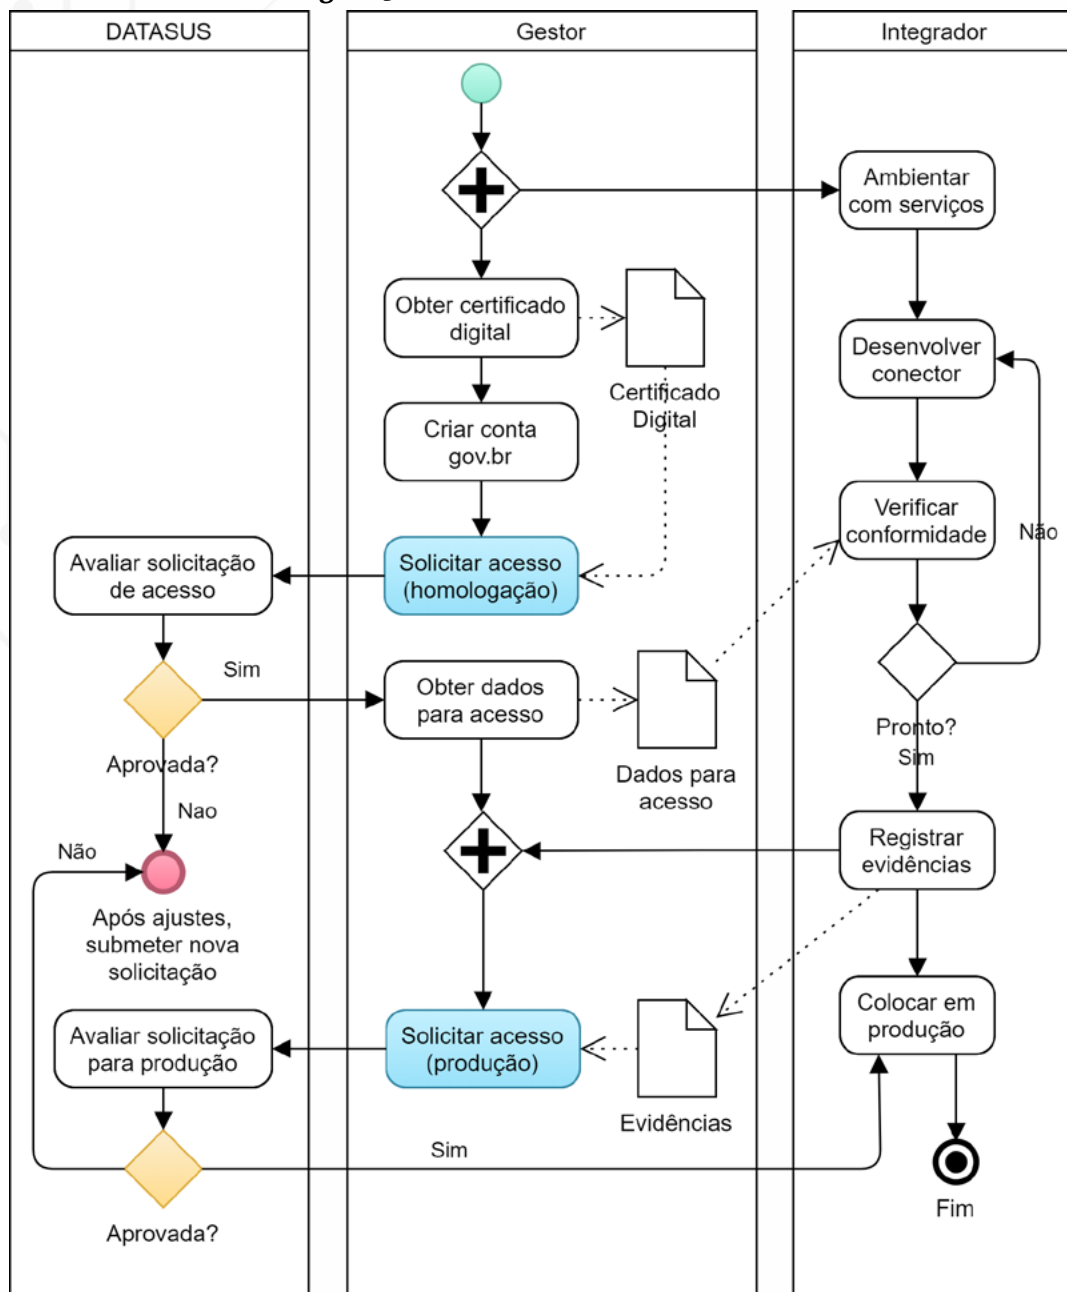 DATASUS
Gestor
Integrador
Ambientar
com serviços
Obter certificado
digital
Certificado
Digital
Desenvolver
conector
Criar conta
gov.br
Verificar
conformidade
Não
Avaliar solicitação
de acesso
Solicitar acesso
(homologação)
Sim
Obter dados
para acesso
Pronto?
Sim
Aprovada?
Dados para
acesso
Nao
Não
Registrar
evidências
Após ajustes,
submeter nova
solicitação
Colocar em
produção
Avaliar solicitação
para produção
Solicitar acesso
(produção)
Evidências
Sim
Aprovada?
Fim